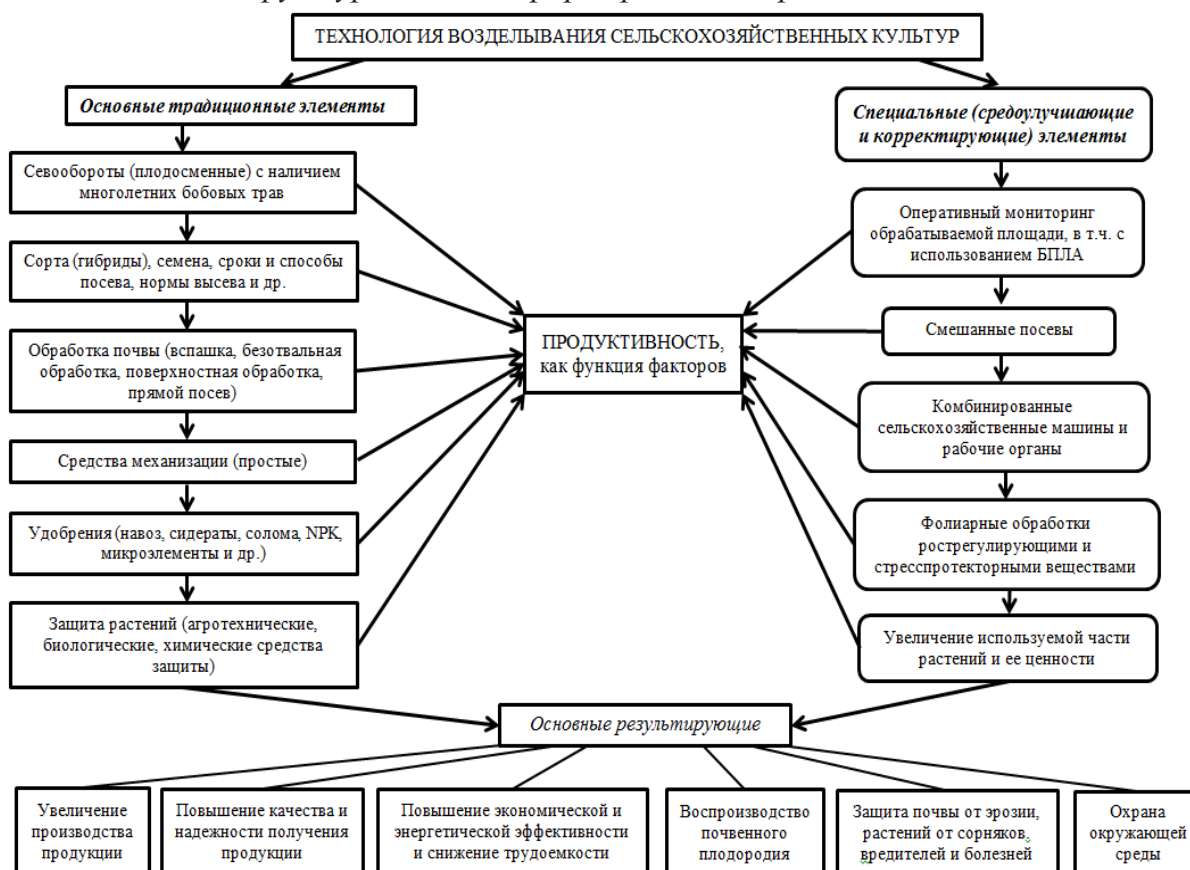 ТЕХНОЛОГИЯ ВОЗДЕЛЫВАНИЯ СЕЛЬСКОХОЗЯЙСТВЕННЫХ КУЛЬТУР
Основные традиционные элементы
Севообороты (плодосменные) с наличием
многолетних бобовых трав
Сорта (гибриды), семена, сроки и способы
посева, нормы высева и др.
Обработка почвы (вспашка, безотвальная
обработка, поверхностная обработка,
прямой посев)
Средства механизации (простые)
Удобрения (навоз, сидераты, солома, NPK,
микроэлементы и др.)
Защита растений (агротехнические,
биологические, химические средства
защиты)
ПРОДУКТИВНОСТЬ,
как функция факторов
Специальные (средоулучшающие
и корректирующие) элементы
Оперативный мониторинг
обрабатываемой площади, в т.ч. с
использованием БПЛА
Смешанные посевы
Комбинированные
сельскохозяйственные машины и
рабочие органы
Фолиарные обработки
рострегулирующими и
стресспротекторными веществами
Увеличение используемой части
растений и ее ценности
Основные результирующие
Увеличение
производства
продукции
Повышение качества и
надежности получения
продукции
Повышение экономической и
энергетической эффективности
и снижение трудоемкости
Воспроизводство
почвенного
плодородия
Защита почвы от эрозии,
растений от сорняков,
вредителей и болезней
Охрана
окружающей
среды